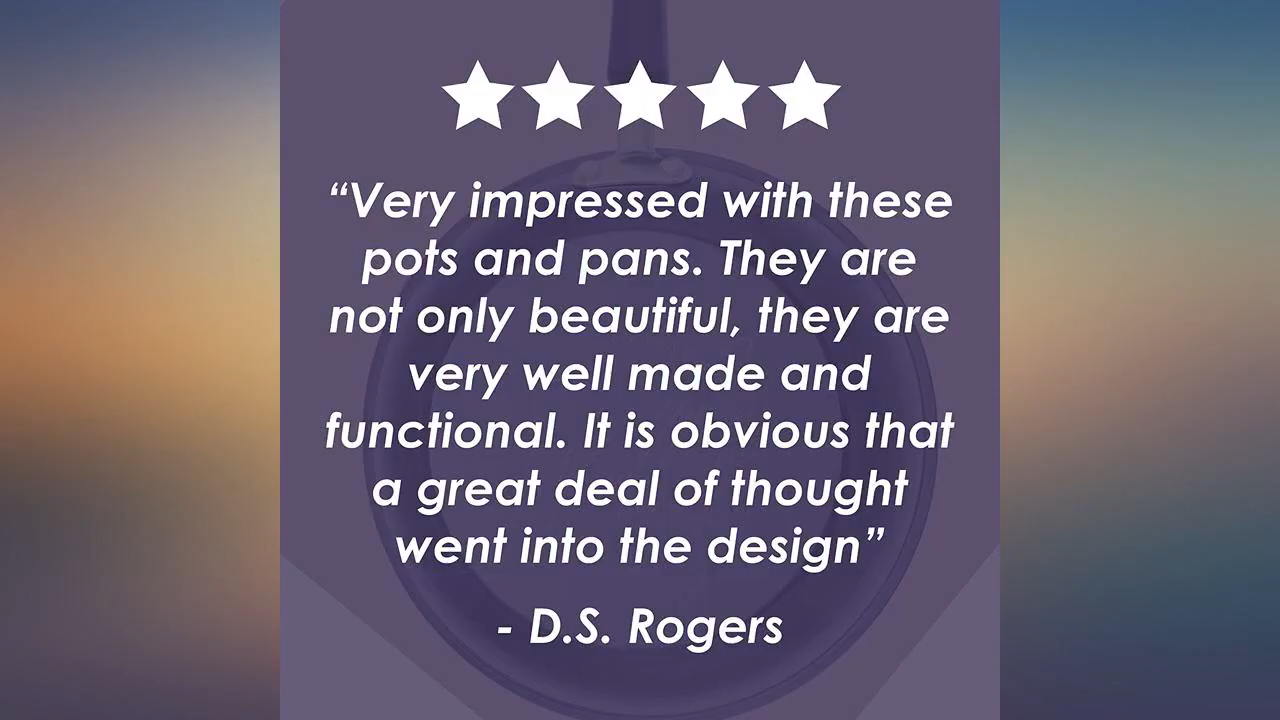 “Very impressed with these
pots and pans. They are
not only beautiful, they are
very well made and
functional. It is obvious that
a great deal of thought
went into the design”
- D.S. Rogers